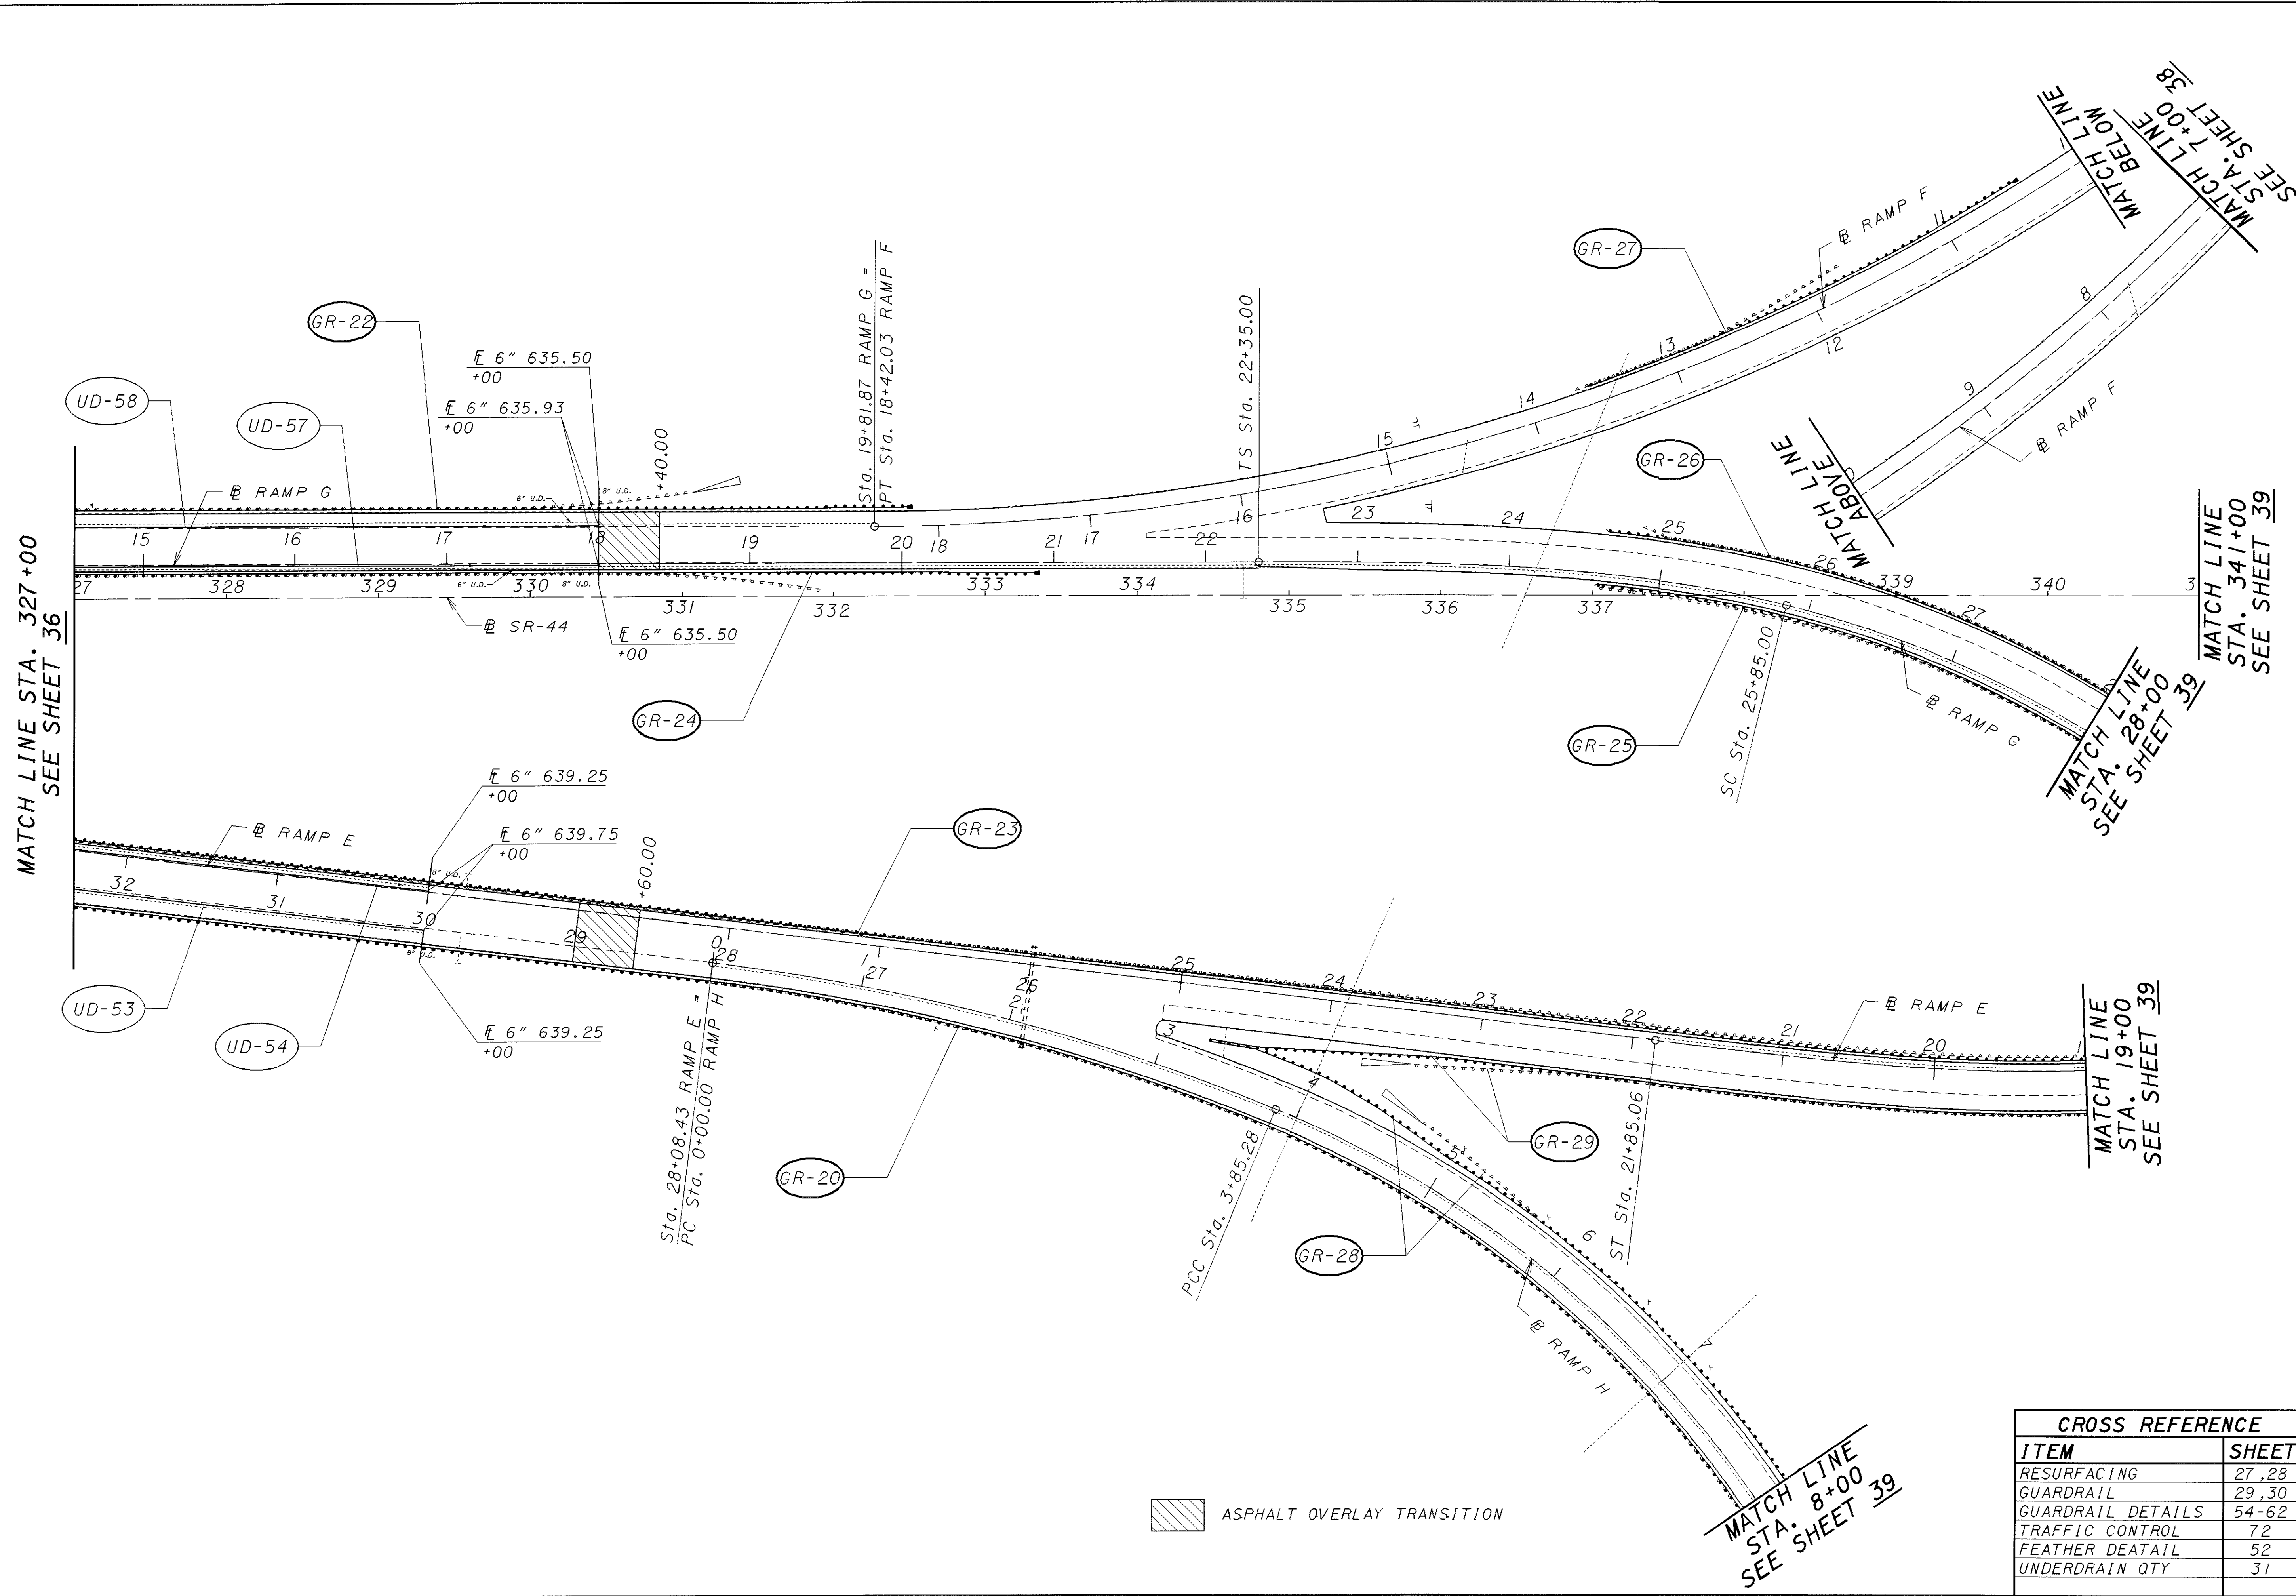 MATCH LINE STA. 327+00
SEE SHEET 36
UD-58
GR-22
UD-57
℄ 6" 635.50
+00
℄ 6" 635.93
+00
6" U.D.
8" U.D.
+40.00
Sta. 19+81.87 RAMP G =
PT Sta. 18+42.03 RAMP F
TS Sta. 22+35.00
GR-27
℄ RAMP F
MATCH LINE
BELOW
MATCH LINE
STA. 7+00
SEE SHEET 38
℄ RAMP G
15
16
17
18
19
20
21
22
23
24
25
26
27
18
17
16
15
14
13
12
11
8
9
℄ RAMP F
MATCH LINE
ABOVE
GR-26
27
328
329
330
331
332
333
334
335
336
337
339
340
3
6" U.D.
8" U.D.
℄ SR-44
℄ 6" 635.50
+00
GR-24
GR-25
SC Sta. 25+85.00
℄ RAMP G
MATCH LINE
STA. 28+00
SEE SHEET 39
MATCH LINE
STA. 341+00
SEE SHEET 39
℄ 6" 639.25
+00
℄ RAMP E
℄ 6" 639.75
+00
8" U.D.
+60.00
GR-23
32
31
30
29
28
27
26
25
24
23
22
21
20
0
2
3
4
5
6
7
8" U.D.
UD-53
UD-54
℄ 6" 639.25
+00
Sta. 28+08.43 RAMP E =
PC Sta. 0+00.00 RAMP H
GR-20
PCC Sta. 3+85.28
GR-28
GR-29
ST Sta. 21+85.06
℄ RAMP E
MATCH LINE
STA. 19+00
SEE SHEET 39
℄ RAMP H
MATCH LINE
STA. 8+00
SEE SHEET 39
ASPHALT OVERLAY TRANSITION
CROSS REFERENCE
ITEM SHEET
RESURFACING 27,28
GUARDRAIL 29,30
GUARDRAIL DETAILS 54-62
TRAFFIC CONTROL 72
FEATHER DEATAIL 52
UNDERDRAIN QTY 31